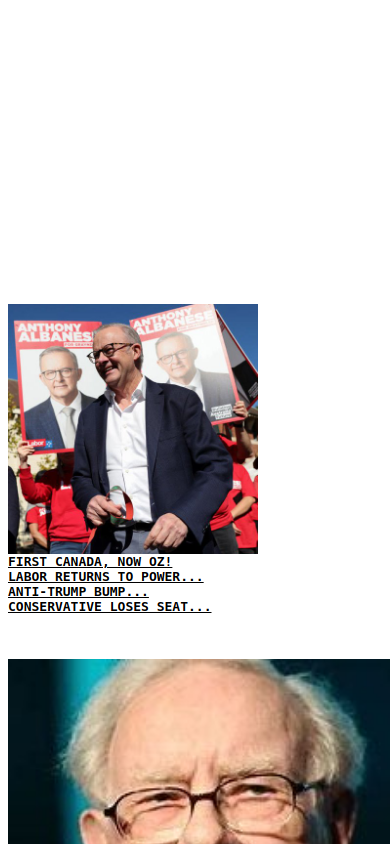 ANTHONY
ALBANESE
ANTHONY
ALBANESE
Labor
FIRST CANADA, NOW OZ!
LABOR RETURNS TO POWER...
ANTI-TRUMP BUMP...
CONSERVATIVE LOSES SEAT...